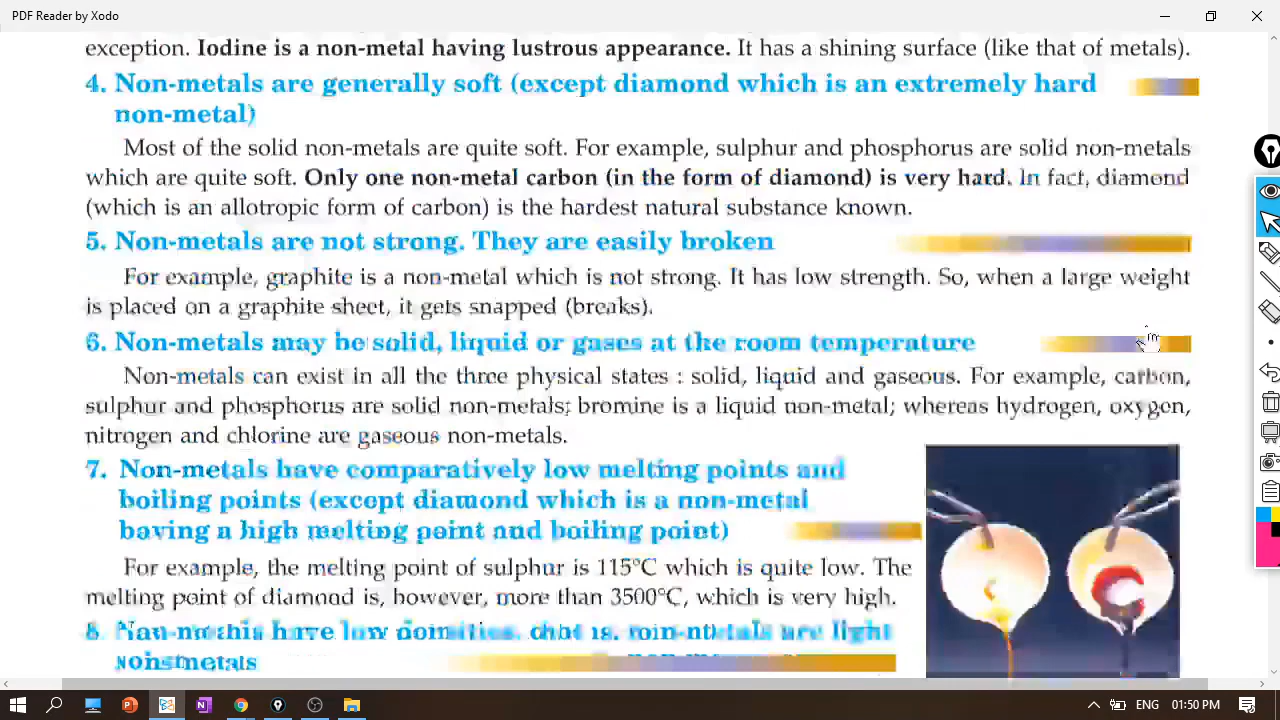 PDF Reader by Xodo
exception. Iodine is a non-metal having lustrous appearance. It has a shining surface (like that of metals).
4. Non-metals are generally soft (except diamond which is an extremely hard
non-metal)
Most of the solid non-metals are quite soft. For example, sulphur and phosphorus are solid non-metals
which are quite soft. Only one non-metal carbon (in the form of diamond) is very hard. In fact, diamond
(which is an allotropic form of carbon) is the hardest natural substance known.
5. Non-metals are not strong. They are easily broken
For example, graphite is a non-metal which is not strong. It has low strength. So, when a large weight
is placed on a graphite sheet, it gets snapped (breaks).
6. Non-metals may be solid, liquid or gases at the room temperature
Non-metals can exist in all the three physical states : solid, liquid and gaseous. For example, carbon,
sulphur and phosphorus are solid non-metals; bromine is a liquid non-metal; whereas hydrogen, oxygen,
nitrogen and chlorine are gaseous non-metals.
7. Non-metals have comparatively low melting points and
boiling points (except diamond which is a non-metal
having a high melting point and boiling point)
For example, the melting point of sulphur is 115°C which is quite low. The
melting point of diamond is, however, more than 3500°C, which is very high.
8. have low light
metals
ENG 01:50 PM